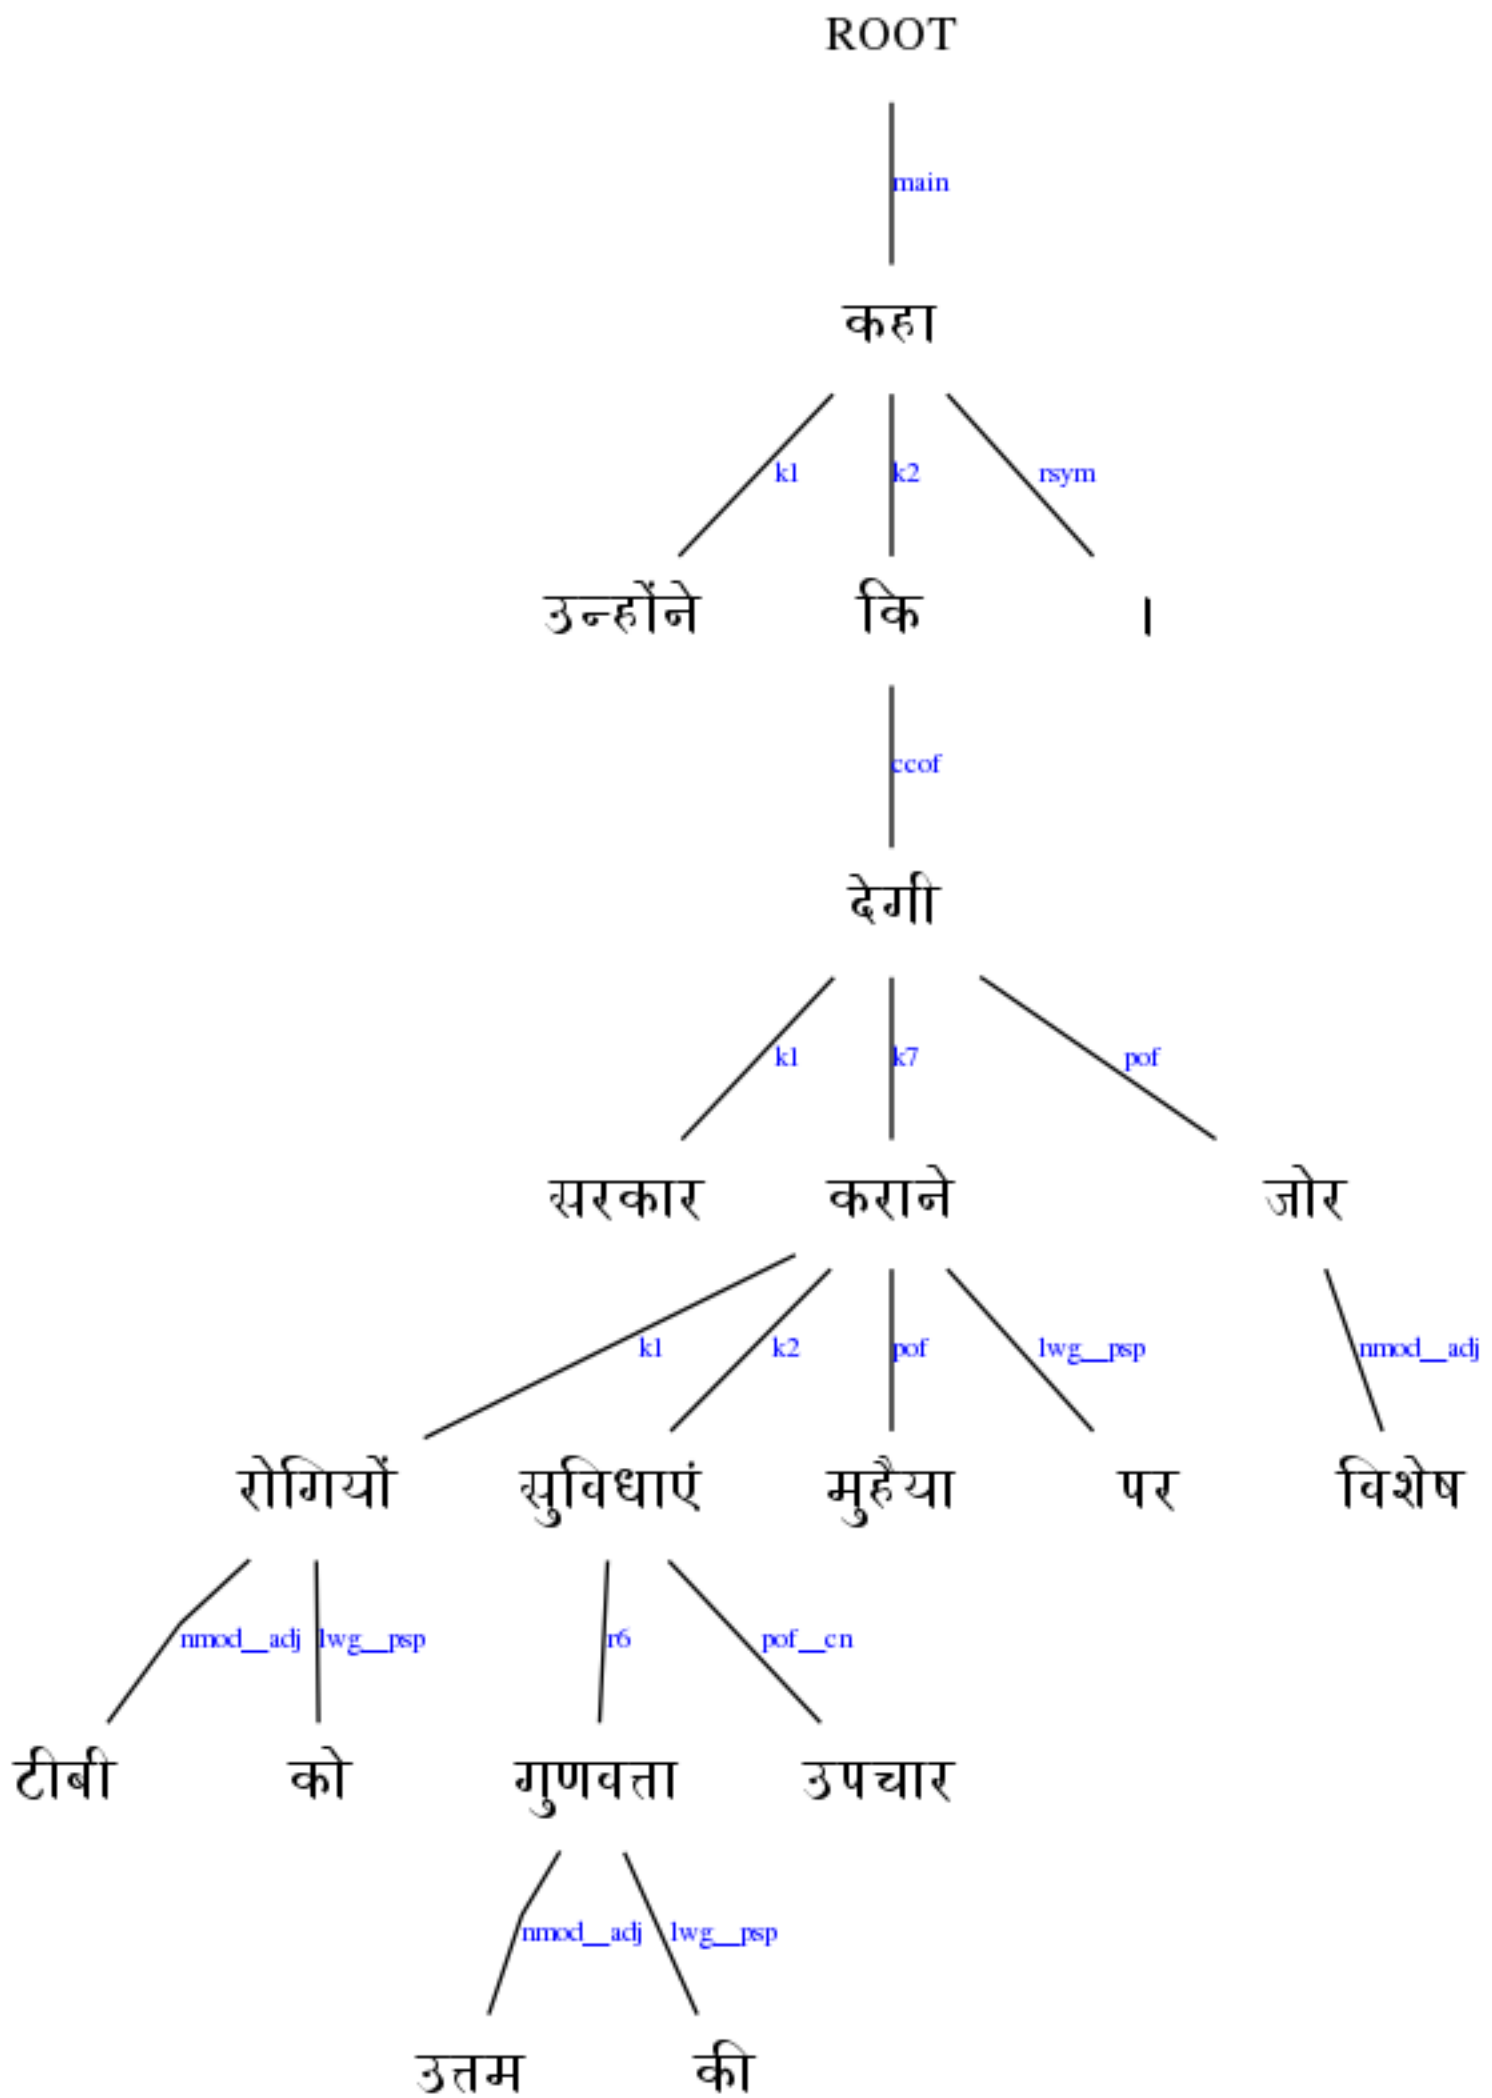 ROOT
main
कहा
k1 k2 rsym
उन्होंने कि ।
ccof
देगी
k1 k7 pof
सरकार कराने जोर
k1 k2 pof lwg__psp nmod__adj
रोगियों सुविधाएं मुहैया पर विशेष
nmod__adj lwg__psp r6 pof__cn
टीबी को गुणवत्ता उपचार
nmod__adj lwg__psp
उत्तम की